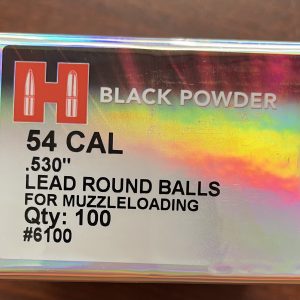 H
BLACK POWDER
54 CAL
.530"
LEAD ROUND BALLS
FOR MUZZLELOADING
Qty: 100
#6100